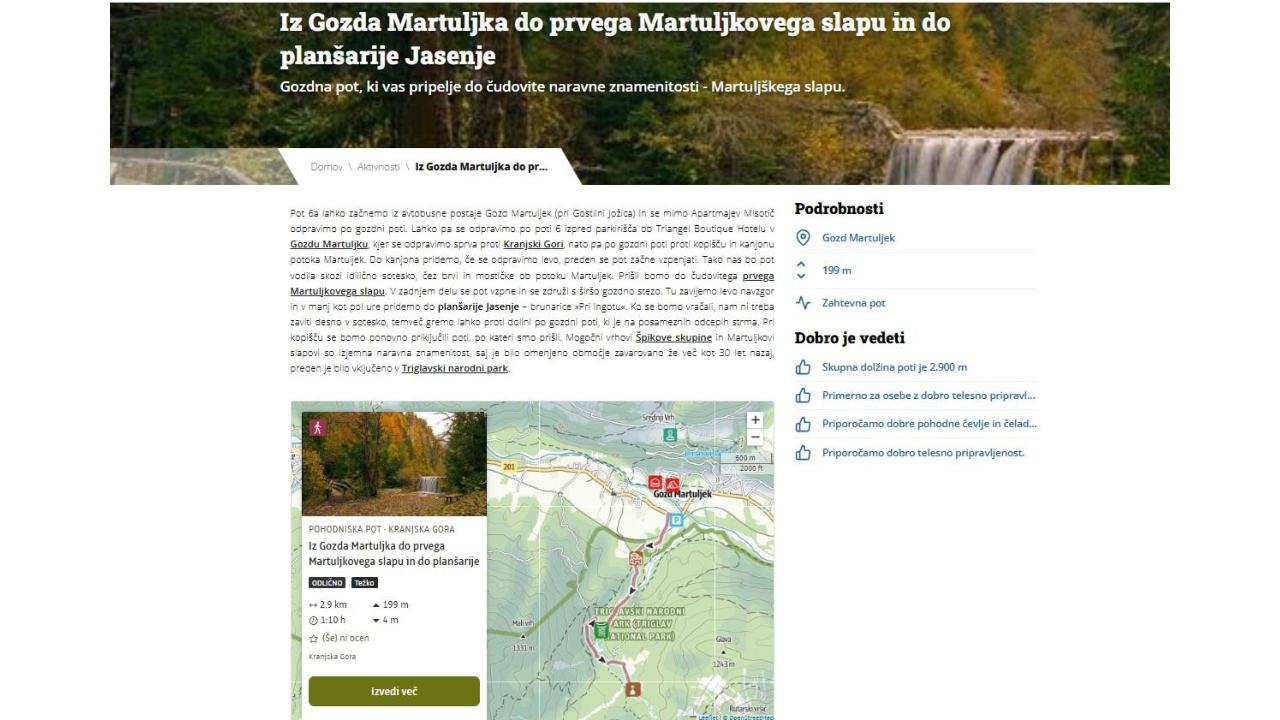 Iz Gozda Martuljka do prvega Martuljkovega slapu in do
planšarije Jasenje
Gozdna pot, ki vas pripelje do čudovite naravne znamenitosti - Martuljškega slapu.
Domov \ Aktivnosti \ Iz Gozda Martuljka do pr...
Pot 6a lahko začnemo iz avtobusne postaje Gozd Martuljek (pri Gostilni Jožica) in se mimo Apartmajev Misotič
odpravimo po gozdni poti. Lahko pa se odpravimo po poti 6 izpred parkirišča ob Triangel Boutique Hotelu v
Gozdu Martuljku, kjer se odpravimo sprva proti Kranjski Gori, nato pa po gozdni poti proti kopišču in kanjonu
potoka Martuljek. Do kanjona pridemo, če se odpravimo levo, preden se pot začne vzpenjati. Tako nas bo pot
vodila skozi idilično sotesko, čez brvi in mostičke ob potoku Martuljek. Prišli bomo do čudovitega prvega
Martuljkovega slapu. V zadnjem delu se pot vzpne in se združi s širšo gozdno stezo. Tu zavijemo levo navzgor
in v manj kot pol ure pridemo do planšarije Jasenje – brunarice »Pri Ingotu«. Ko se bomo vračali, nam ni treba
zaviti desno v sotesko, temveč gremo lahko proti dolini po gozdni poti, ki je na posameznih odcepih strma. Pri
kopišču se bomo ponovno priključili poti, po kateri smo prišli. Mogočni vrhovi Špikove skupine in Martuljkovi
slapovi so izjemna naravna znamenitost, saj je bilo omenjeno območje zavarovano že več kot 30 let nazaj,
preden je bilo vključeno v Triglavski narodni park.
Podrobnosti
Gozd Martuljek
199 m
Zahtevna pot
Dobro je vedeti
Skupna dolžina poti je 2.900 m
Primerno za osebe z dobro telesno pripravl...
Priporočamo dobre pohodne čevlje in čelad...
Priporočamo dobro telesno pripravljenost.
POHODNIŠKA POT · KRANJSKA GORA
Iz Gozda Martuljka do prvega
Martuljkovega slapu in do planšarije
ODLIČNO Težko
2,9 km 199 m
1:10 h 4 m
(Še) ni ocen
Kranjska Gora
Izvedi več
Srednji Vrh
+
−
500 m
2000 ft
201
Gozd Martuljek
P
TRIGLAVSKI NARODNI
PARK (TRIGLAV
NATIONAL PARK)
Mali vrh
1331 m
Glava
1243 m
Rutarski vršič
Leaflet | © OpenStreetMap